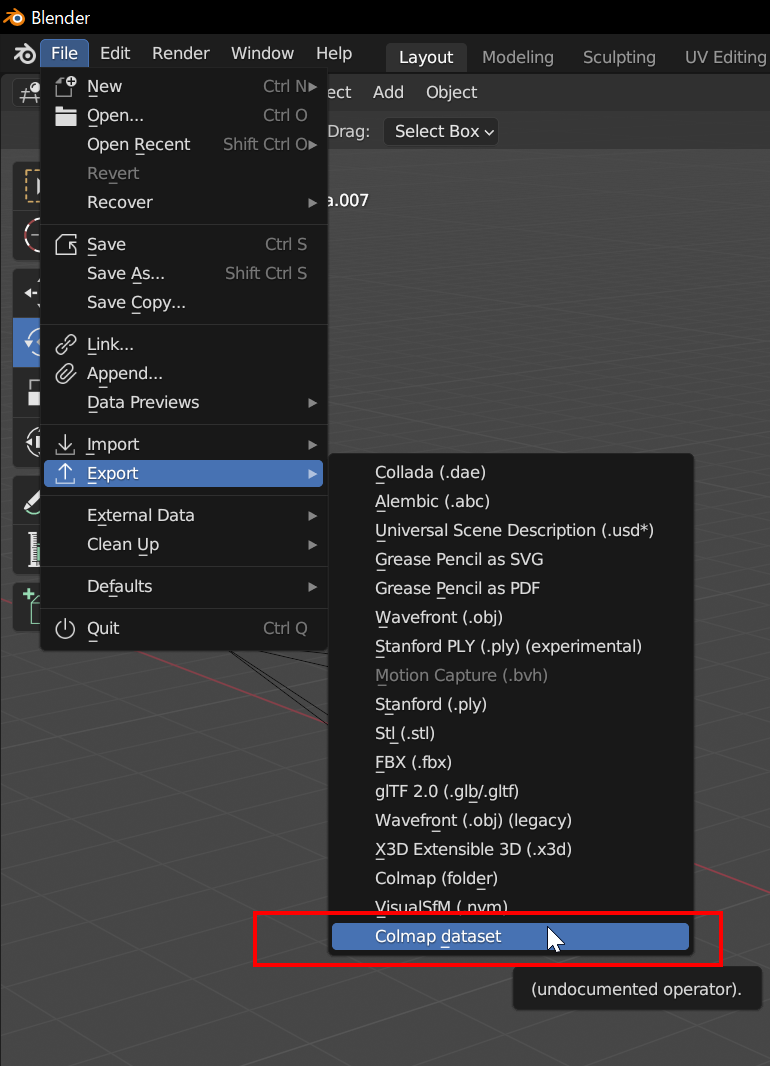 Blender
File Edit Render Window Help Layout Modeling Sculpting UV Editing
New Ctrl N
ect Add Object
Open... Ctrl O
Open Recent Shift Ctrl O
Drag: Select Box
Revert
Recover
a.007
Save Ctrl S
Save As... Shift Ctrl S
Save Copy...
Link...
Append...
Data Previews
Import
Export
External Data
Clean Up
Defaults
Quit Ctrl Q
Collada (.dae)
Alembic (.abc)
Universal Scene Description (.usd*)
Grease Pencil as SVG
Grease Pencil as PDF
Wavefront (.obj)
Stanford PLY (.ply) (experimental)
Motion Capture (.bvh)
Stanford (.ply)
Stl (.stl)
FBX (.fbx)
glTF 2.0 (.glb/.gltf)
Wavefront (.obj) (legacy)
X3D Extensible 3D (.x3d)
Colmap (folder)
VisualSfM (.nvm)
Colmap dataset
(undocumented operator).